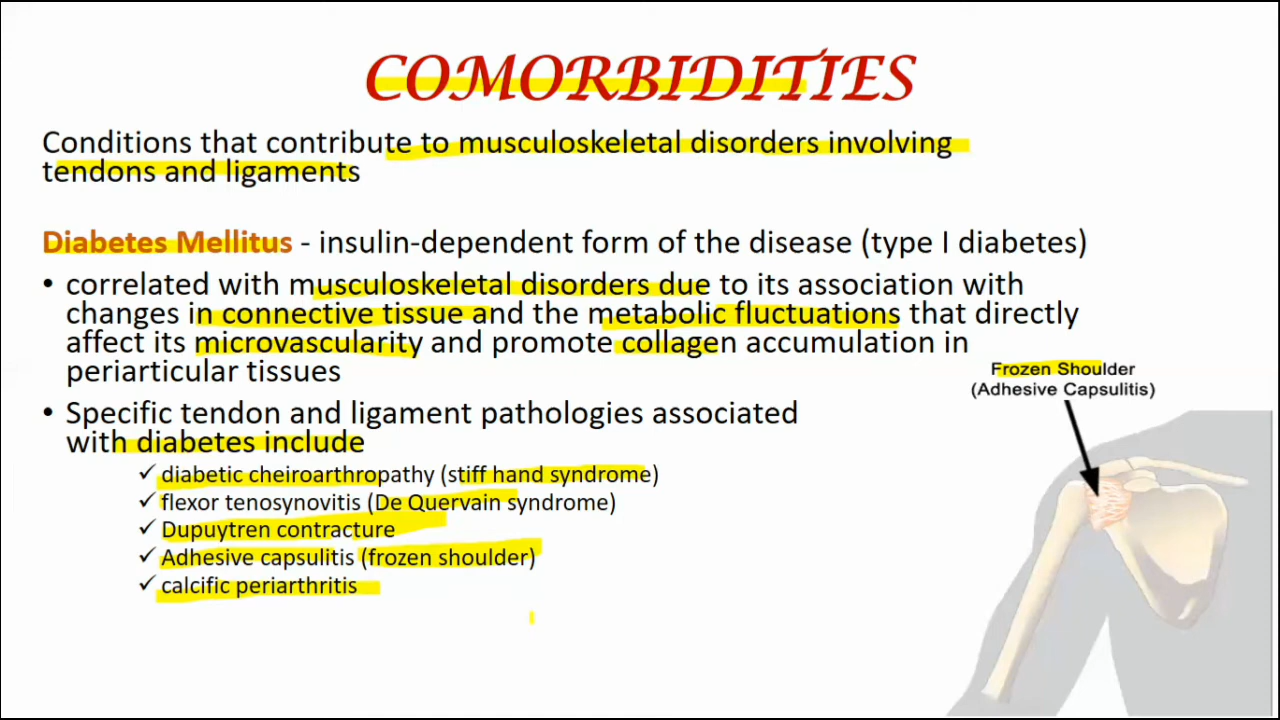 COMORBIDITIES
Conditions that contribute to musculoskeletal disorders involving
tendons and ligaments
Diabetes Mellitus - insulin-dependent form of the disease (type I diabetes)
• correlated with musculoskeletal disorders due to its association with
changes in connective tissue and the metabolic fluctuations that directly
affect its microvascularity and promote collagen accumulation in
periarticular tissues
Frozen Shoulder
(Adhesive Capsulitis)
• Specific tendon and ligament pathologies associated
with diabetes include
✓ diabetic cheiroarthropathy (stiff hand syndrome)
✓ flexor tenosynovitis (De Quervain syndrome)
✓ Dupuytren contracture
✓ Adhesive capsulitis (frozen shoulder)
✓ calcific periarthritis